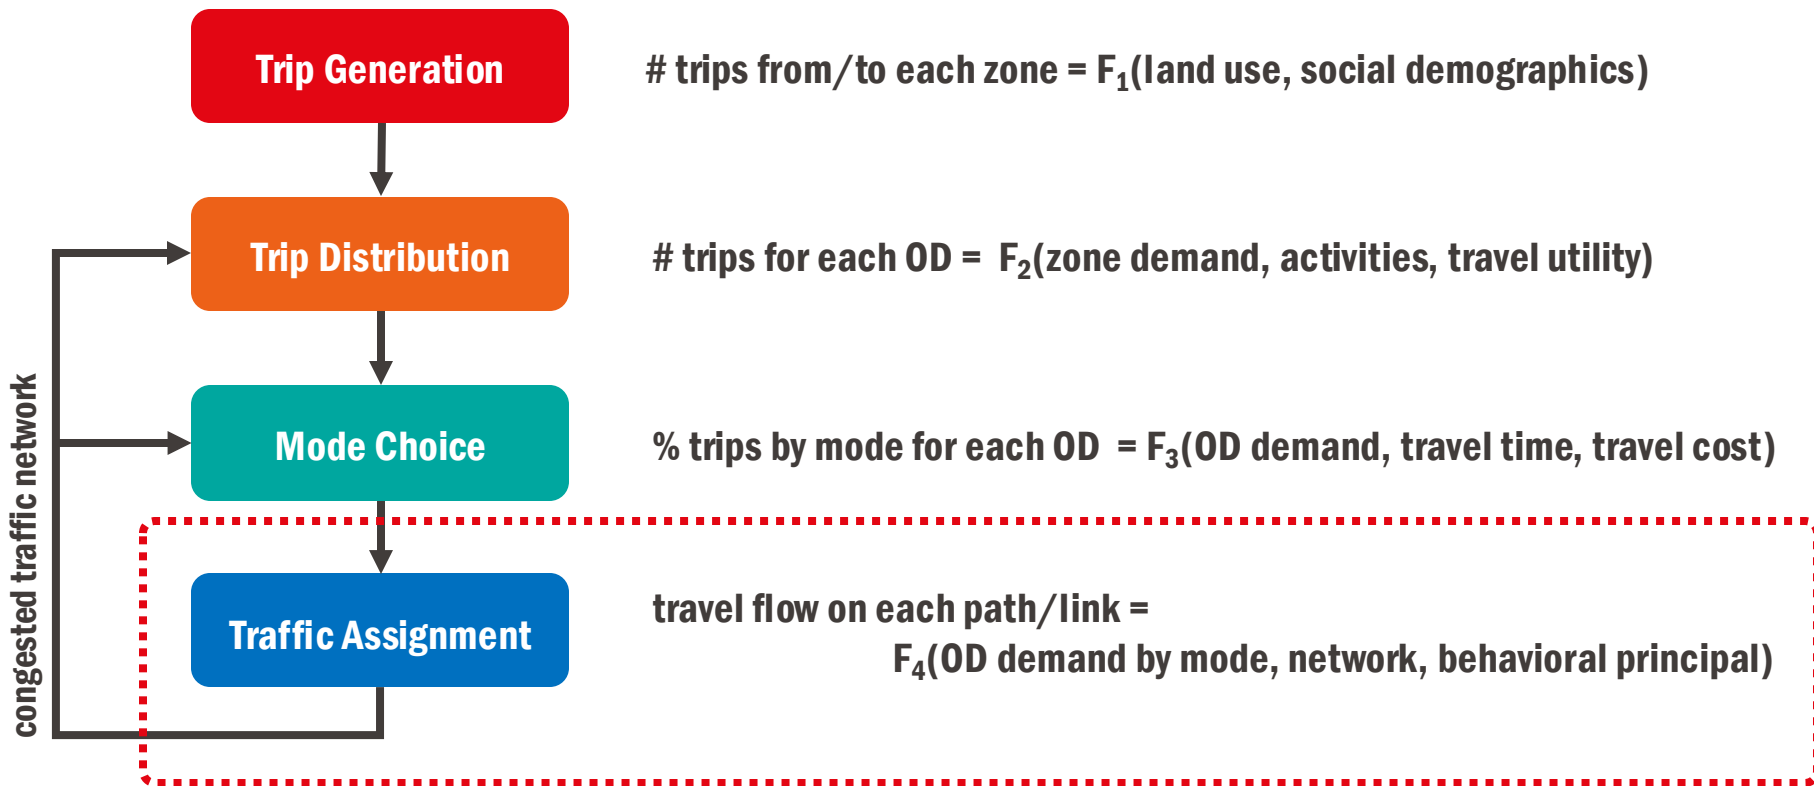 Trip Generation
# trips from/to each zone = F₁(land use, social demographics)
Trip Distribution
# trips for each OD = F₂(zone demand, activities, travel utility)
Mode Choice
% trips by mode for each OD = F₃(OD demand, travel time, travel cost)
Traffic Assignment
travel flow on each path/link =
F₄(OD demand by mode, network, behavioral principal)
congested traffic network